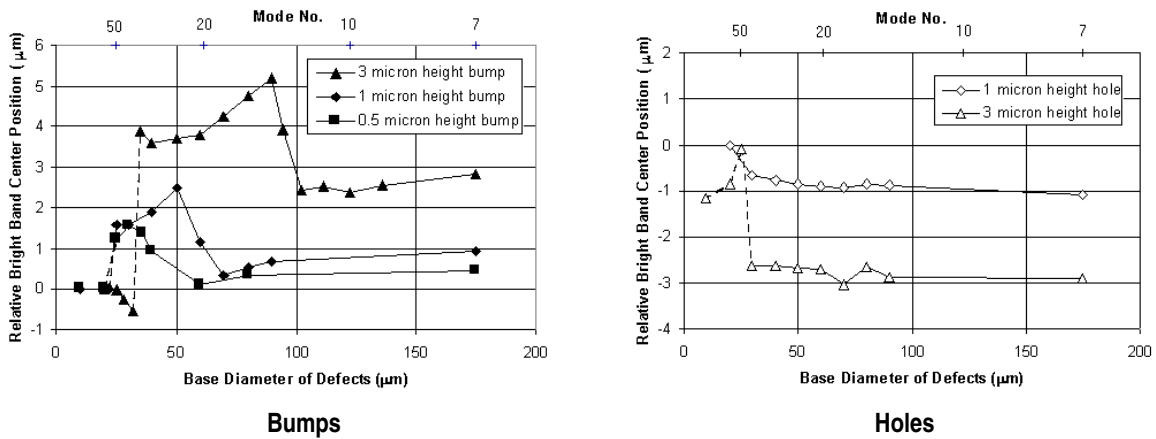 Mode No.
50 20 10 7
6
5
4
3
2
1
0
-1
Relative Bright Band Center Position (μm)
3 micron height bump
1 micron height bump
0.5 micron height bump
0 50 100 150 200
Base Diameter of Defects (μm)
Bumps
Mode No.
50 20 10 7
2
1
0
-1
-2
-3
-4
Relative Bright Band Center Position (μm)
1 micron height hole
3 micron height hole
0 50 100 150 200
Base Diameter of Defects (μm)
Holes